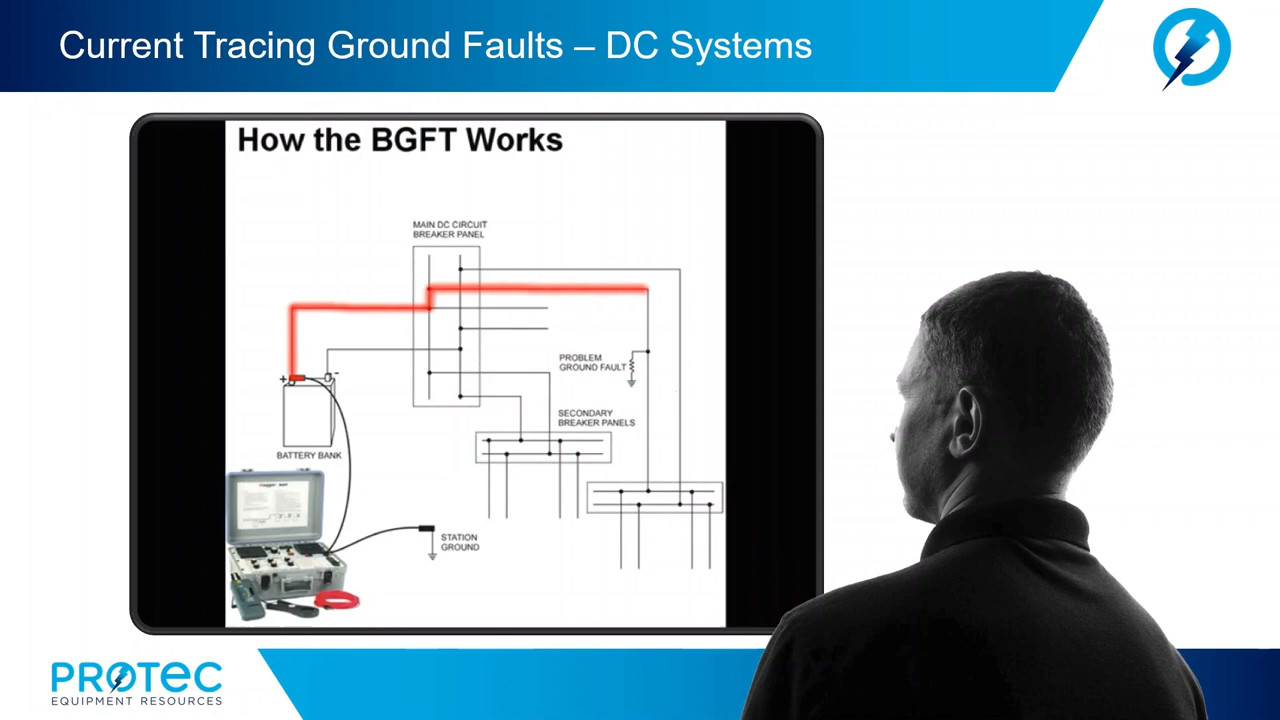 Current Tracing Ground Faults – DC Systems
How the BGFT Works
MAIN DC CIRCUIT
BREAKER PANEL
PROBLEM
GROUND FAULT
+
-
SECONDARY
BREAKER PANELS
BATTERY BANK
STATION
GROUND
PROTEC
EQUIPMENT RESOURCES